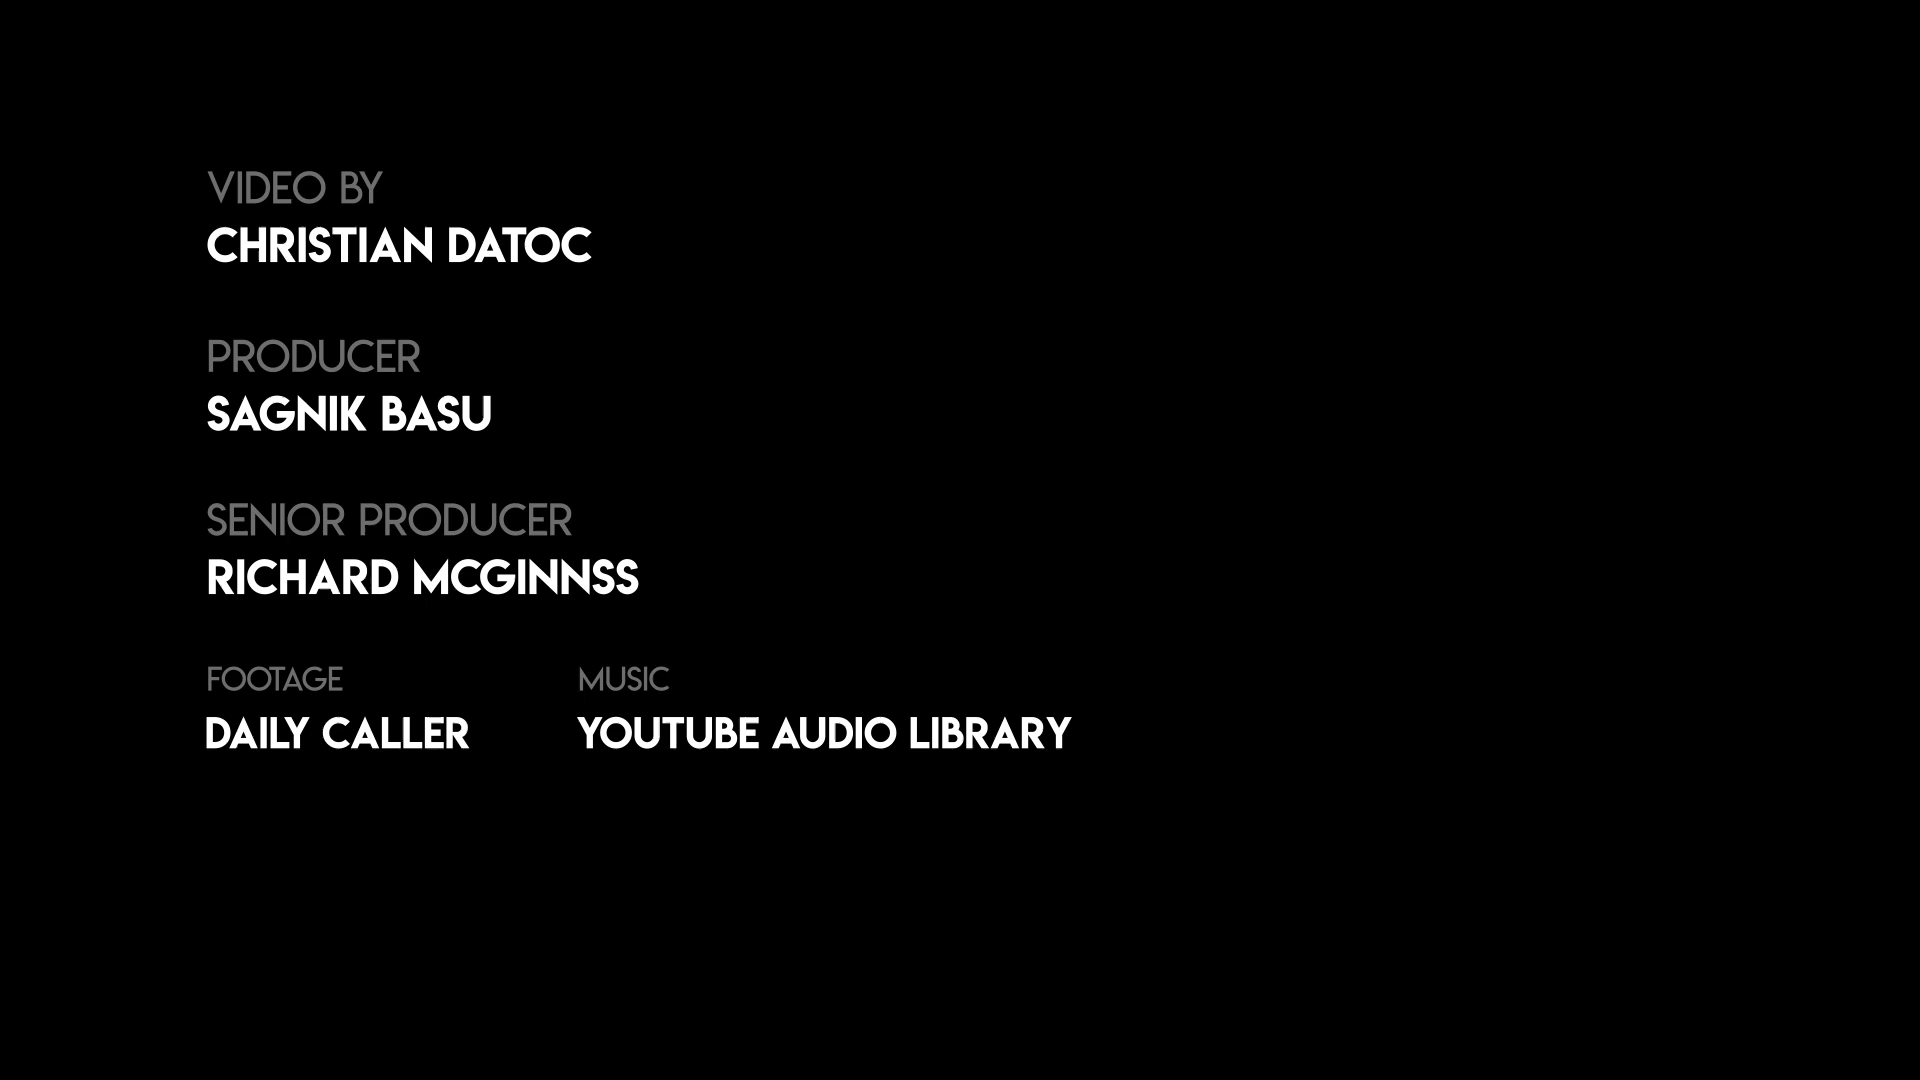 VIDEO BY
CHRISTIAN DATOC
PRODUCER
SAGNIK BASU
SENIOR PRODUCER
RICHARD MCGINNSS
FOOTAGE
DAILY CALLER
MUSIC
YOUTUBE AUDIO LIBRARY